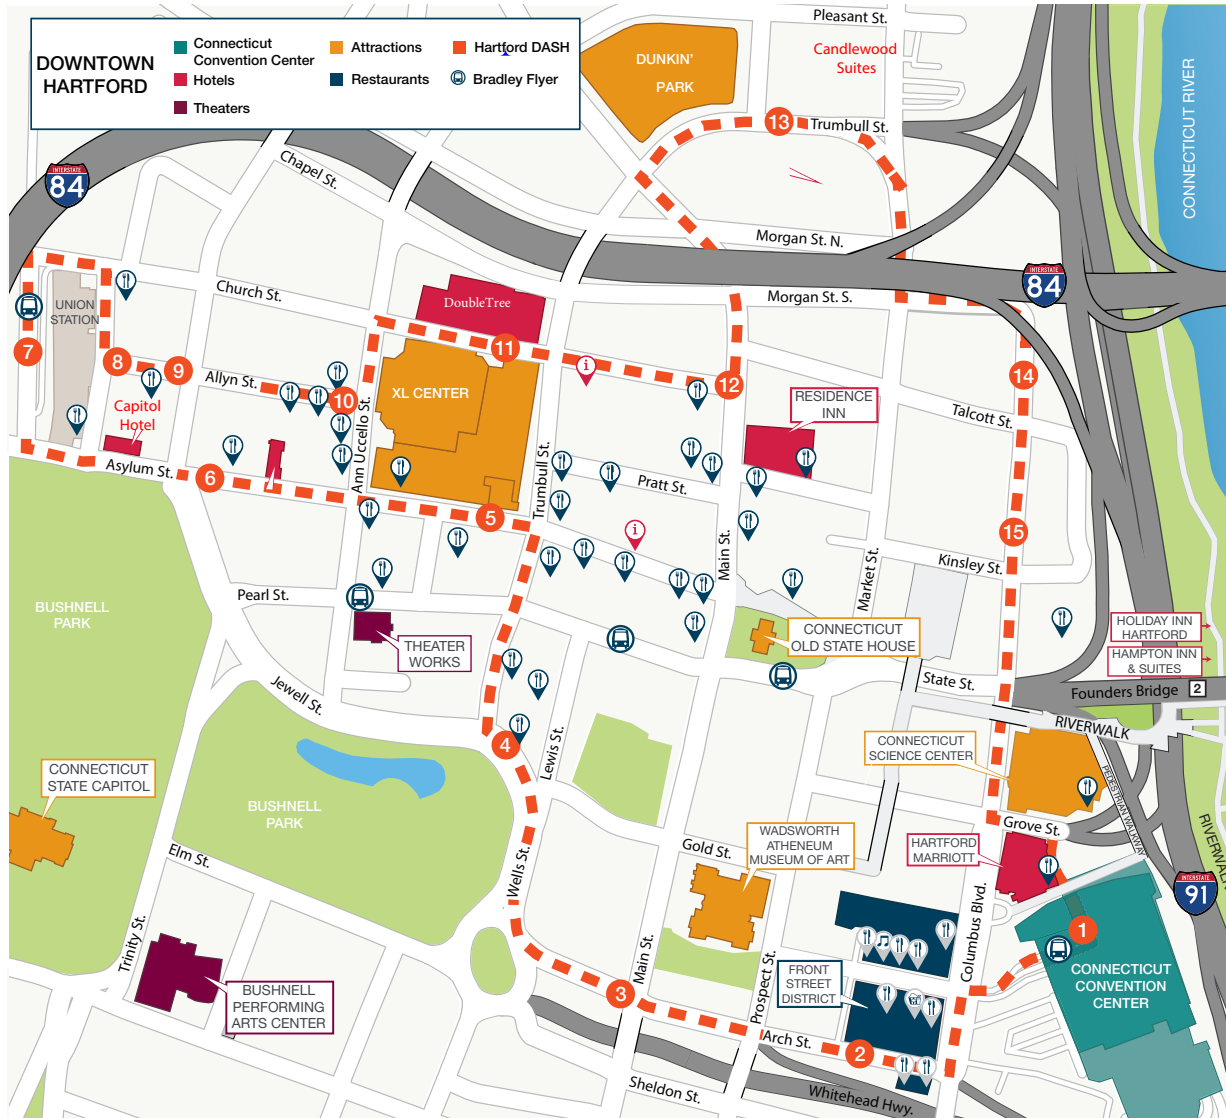 DOWNTOWN
HARTFORD
Connecticut
Convention Center
Hotels
Theaters
Attractions
Restaurants
Hartford DASH
Bradley Flyer
Pleasant St.
Candlewood
Suites
DUNKIN'
PARK
13
Trumbull St.
CONNECTICUT RIVER
INTERSTATE
84
Chapel St.
Morgan St. N.
INTERSTATE
84
Morgan St. S.
Church St.
DoubleTree
UNION
STATION
7
8
9
10
11
12
14
i
Allyn St.
XL CENTER
RESIDENCE
INN
Capitol
Hotel
Talcott St.
Asylum St.
6
Ann Uccello St.
Trumbull St.
Pratt St.
5
i
15
Main St.
Market St.
Kinsley St.
Pearl St.
BUSHNELL
PARK
THEATER
WORKS
CONNECTICUT
OLD STATE HOUSE
HOLIDAY INN
HARTFORD
HAMPTON INN
& SUITES
State St.
Founders Bridge
2
Jewell St.
RIVERWALK
4
Lewis St.
CONNECTICUT
SCIENCE CENTER
PEDESTRIAN WALKWAY
CONNECTICUT
STATE CAPITOL
BUSHNELL
PARK
Grove St.
RIVERWALK
Elm St.
Wells St.
Gold St.
WADSWORTH
ATHENEUM
MUSEUM OF ART
HARTFORD
MARRIOTT
INTERSTATE
91
Trinity St.
Columbus Blvd.
1
Main St.
Prospect St.
FRONT
STREET
DISTRICT
CONNECTICUT
CONVENTION
CENTER
BUSHNELL
PERFORMING
ARTS CENTER
3
Arch St.
2
Sheldon St.
Whitehead Hwy.